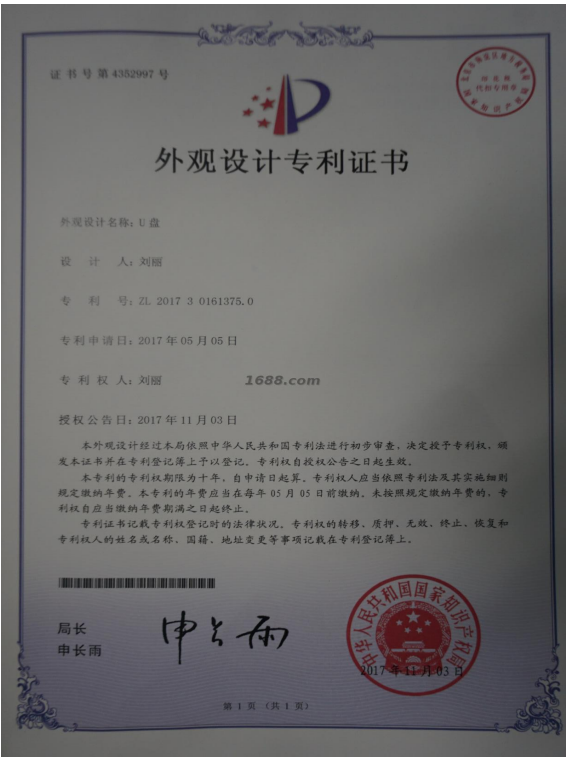 证书号第4352997号
外观设计专利证书
外观设计名称：U盘
设计人：刘丽
专利号：ZL 2017 3 0161375.0
专利申请日：2017年05月05日
专利权人：刘丽
1688.com
授权公告日：2017年11月03日
本外观设计经过本局依照中华人民共和国专利法进行初步审查，决定授予专利权，颁
发本证书并在专利登记簿上予以登记。专利权自授权公告之日起生效。
本专利的专利权期限为十年，自申请日起算。专利权人应当依照专利法及其实施细则
规定缴纳年费。本专利的年费应当在每年05月05日前缴纳。未按照规定缴纳年费的，专
利权自应当缴纳年费期满之日起终止。
专利证书记载专利权登记时的法律状况。专利权的转移、质押、无效、终止、恢复和
专利权人的姓名或名称、国籍、地址变更等事项记载在专利登记簿上。
局长
申长雨
申长雨
中华人民共和国国家知识产权局
2017年11月03日
第1页（共1页）